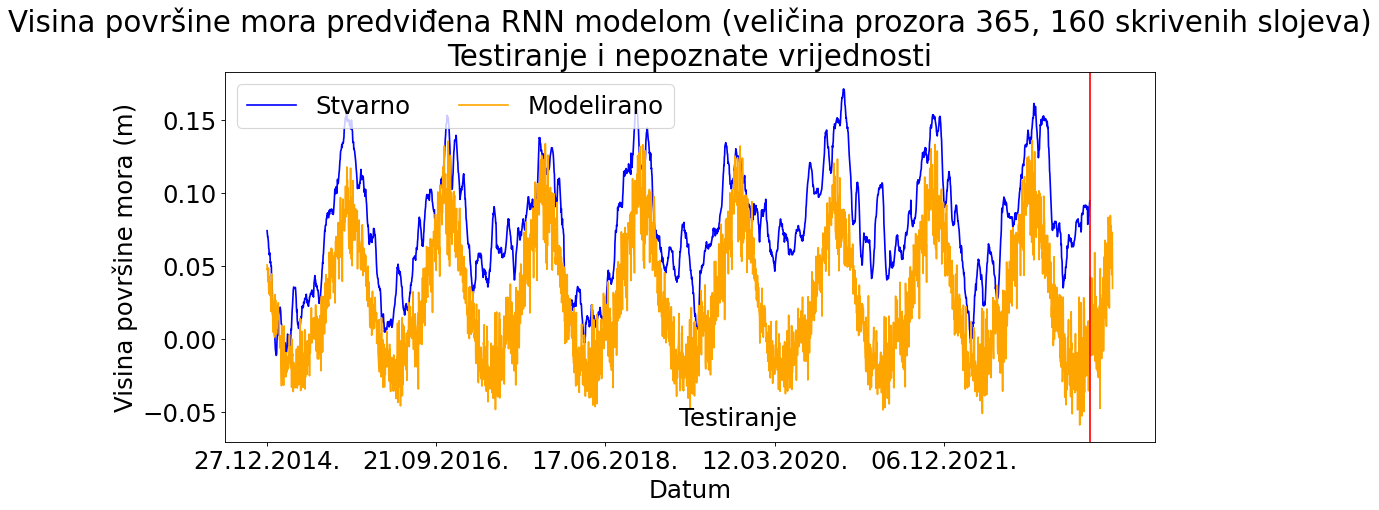 Visina površine mora predviđena RNN modelom (veličina prozora 365, 160 skrivenih slojeva)
Testiranje i nepoznate vrijednosti
Stvarno Modelirano
Visina površine mora (m)
0.15
0.10
0.05
0.00
−0.05
Testiranje
27.12.2014. 21.09.2016. 17.06.2018. 12.03.2020. 06.12.2021.
Datum